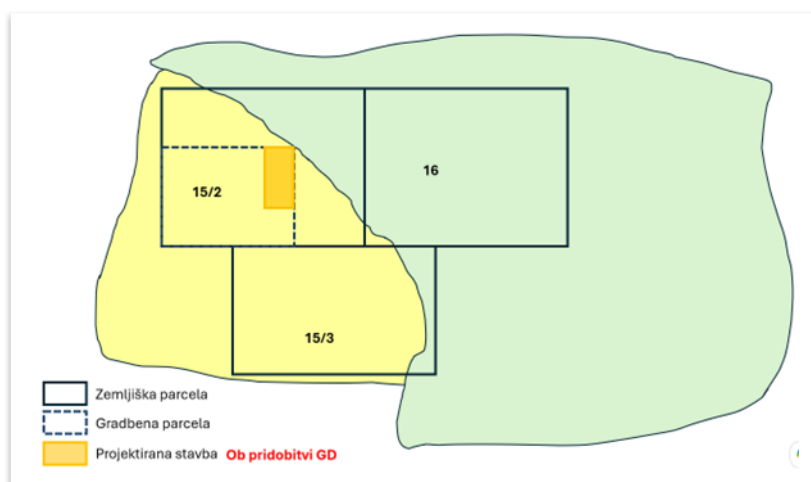 16
15/2
15/3
Zemljiška parcela
Gradbena parcela
Projektirana stavba Ob pridobitvi GD